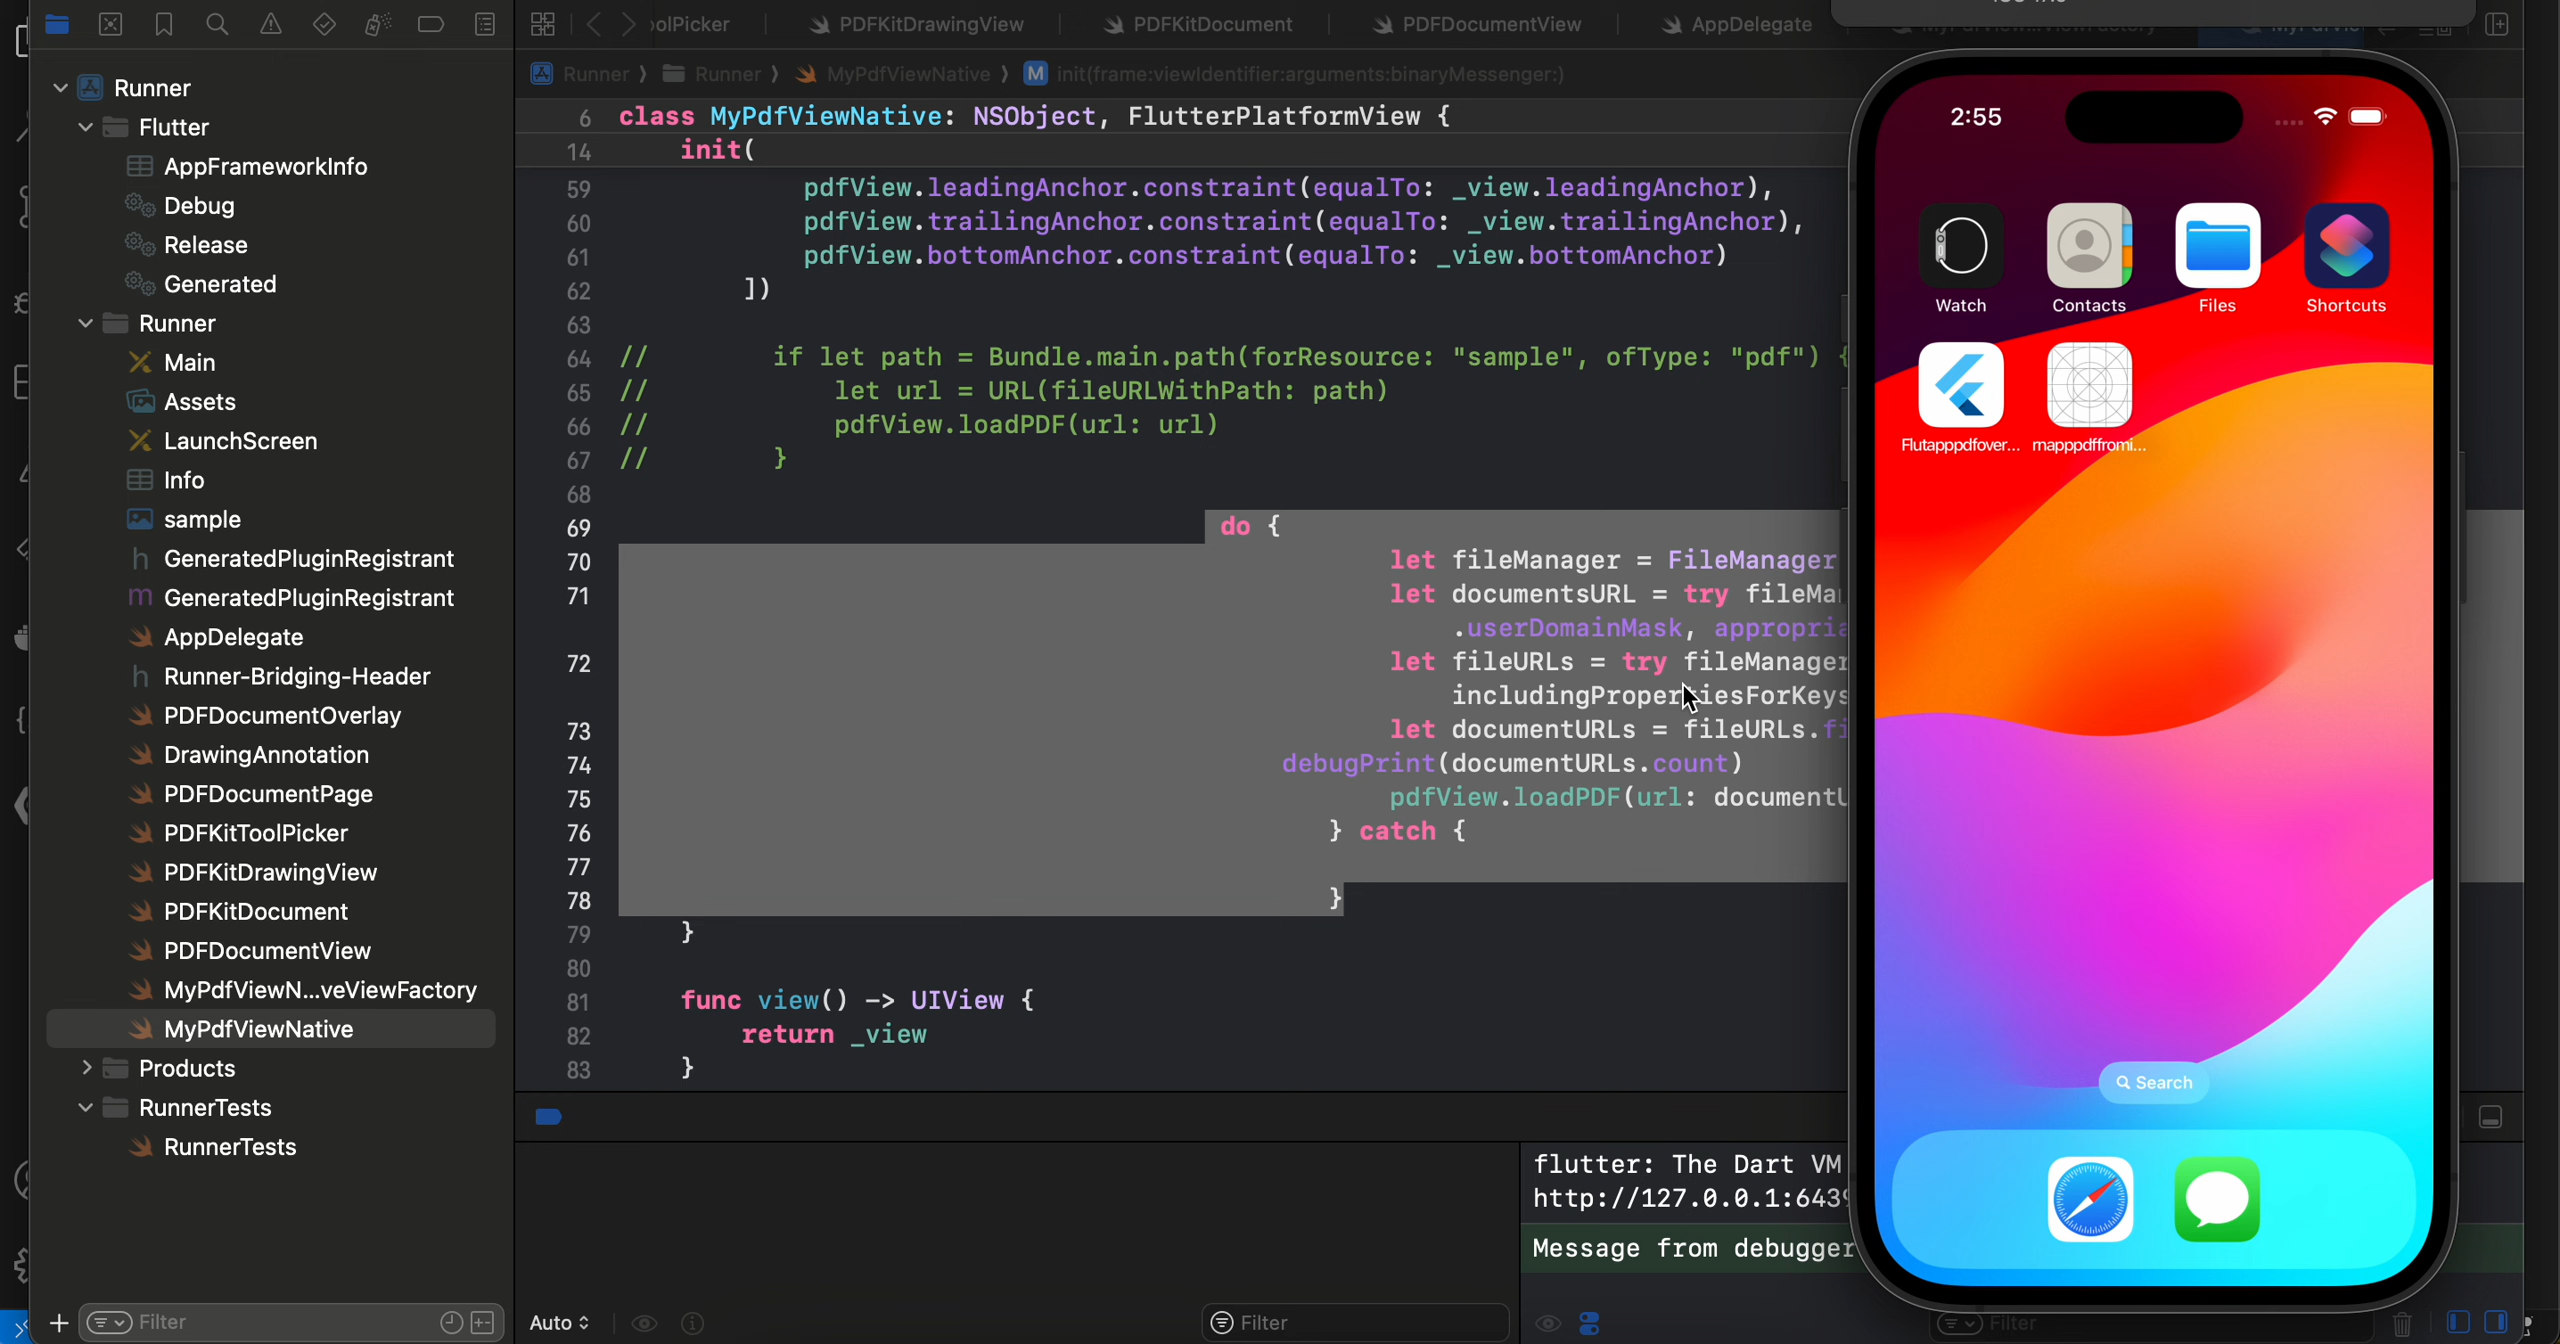 oolPicker
PDFKitDrawingView
PDFKitDocument
PDFDocumentView
AppDelegate
Runner
Flutter
AppFrameworkInfo
Debug
Release
Generated
Runner
Main
Assets
LaunchScreen
Info
sample
GeneratedPluginRegistrant
GeneratedPluginRegistrant
AppDelegate
Runner-Bridging-Header
PDFDocumentOverlay
DrawingAnnotation
PDFDocumentPage
PDFKitToolPicker
PDFKitDrawingView
PDFKitDocument
PDFDocumentView
MyPdfViewN...veViewFactory
MyPdfViewNative
Products
RunnerTests
RunnerTests
Filter
Runner 〉 Runner 〉 MyPdfViewNative 〉 M init(frame:viewIdentifier:arguments:binaryMessenger:)
6 class MyPdfViewNative: NSObject, FlutterPlatformView {
14 init(
59 pdfView.leadingAnchor.constraint(equalTo: _view.leadingAnchor),
60 pdfView.trailingAnchor.constraint(equalTo: _view.trailingAnchor),
61 pdfView.bottomAnchor.constraint(equalTo: _view.bottomAnchor)
62 ])
63
64 // if let path = Bundle.main.path(forResource: "sample", ofType: "pdf") {
65 // let url = URL(fileURLWithPath: path)
66 // pdfView.loadPDF(url: url)
67 // }
68
69 do {
70 let fileManager = FileManager
71 let documentsURL = try fileMa
.userDomainMask, appropria
72 let fileURLs = try fileManager
includingPropertiesForKeys
73 let documentURLs = fileURLs.fi
74 debugPrint(documentURLs.count)
75 pdfView.loadPDF(url: documentU
76 } catch {
77
78 }
79 }
80
81 func view() -> UIView {
82 return _view
83 }
flutter: The Dart VM
http://127.0.0.1:6439
Message from debugger
Auto
Filter
Filter
2:55
Watch
Contacts
Files
Shortcuts
Flutapppdfover...
rnapppdffromi...
Search